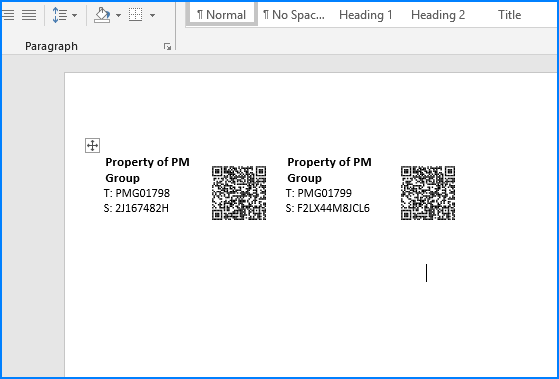 ¶ Normal
¶ No Spac...
Heading 1
Heading 2
Title
Paragraph
Property of PM
Group
T: PMG01798
S: 2J167482H
Property of PM
Group
T: PMG01799
S: F2LX44M8JCL6